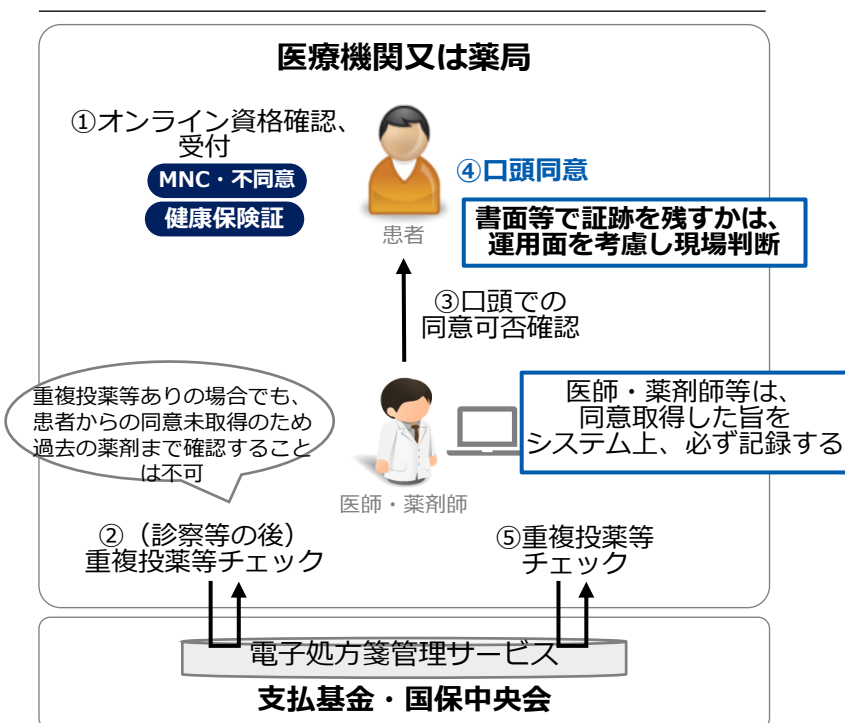 医療機関又は薬局
①オンライン資格確認、
受付
MNC・不同意
健康保険証
患者
④口頭同意
書面等で証跡を残すかは、
運用面を考慮し現場判断
③口頭での
同意可否確認
重複投薬等ありの場合でも、
患者からの同意未取得のため
過去の薬剤まで確認すること
は不可
医師・薬剤師
医師・薬剤師等は、
同意取得した旨を
システム上、必ず記録する
②（診察等の後）
重複投薬等チェック
⑤重複投薬等
チェック
電子処方箋管理サービス
支払基金・国保中央会